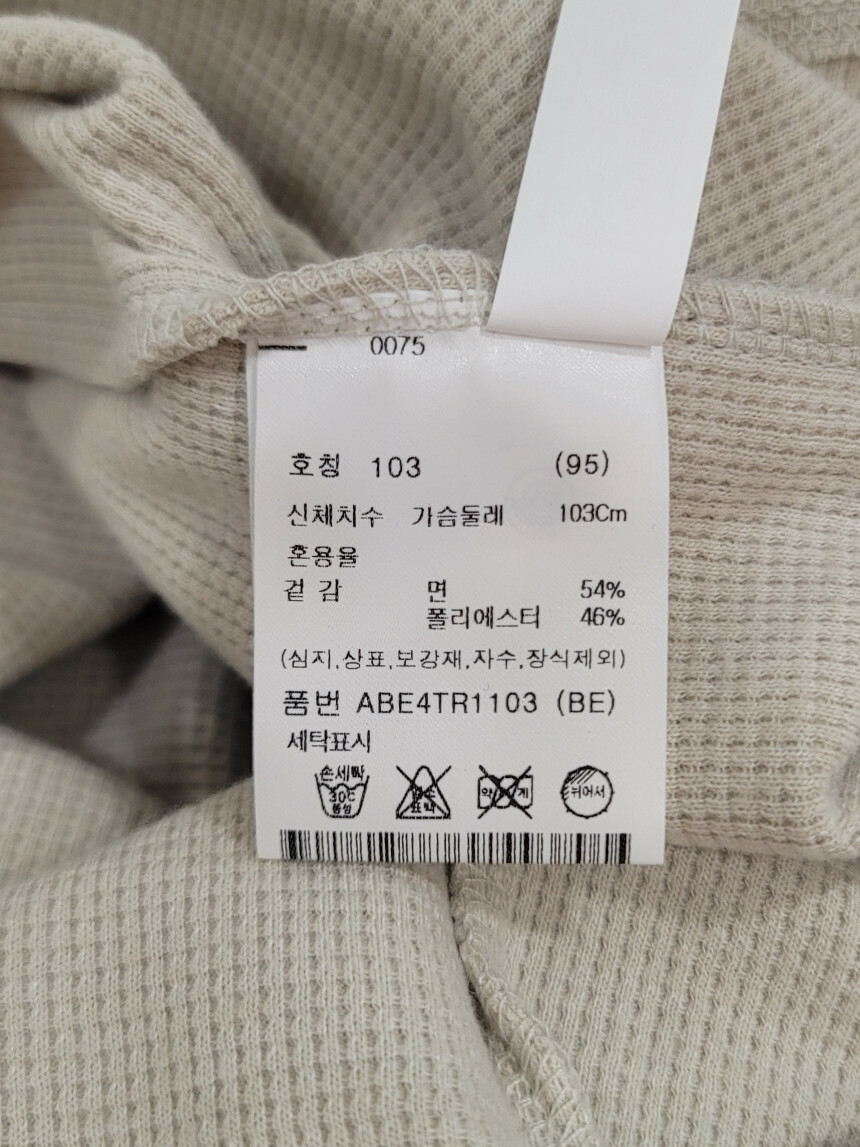 0075
호칭 103 (95)
신체치수 가슴둘레 103Cm
혼용율
겉 감 면 54%
폴리에스터 46%
(심지,상표,보강재,자수,장식제외)
품번 ABE4TR1103 (BE)
세탁표시
손세탁
30℃
중성
표백
뉘어서